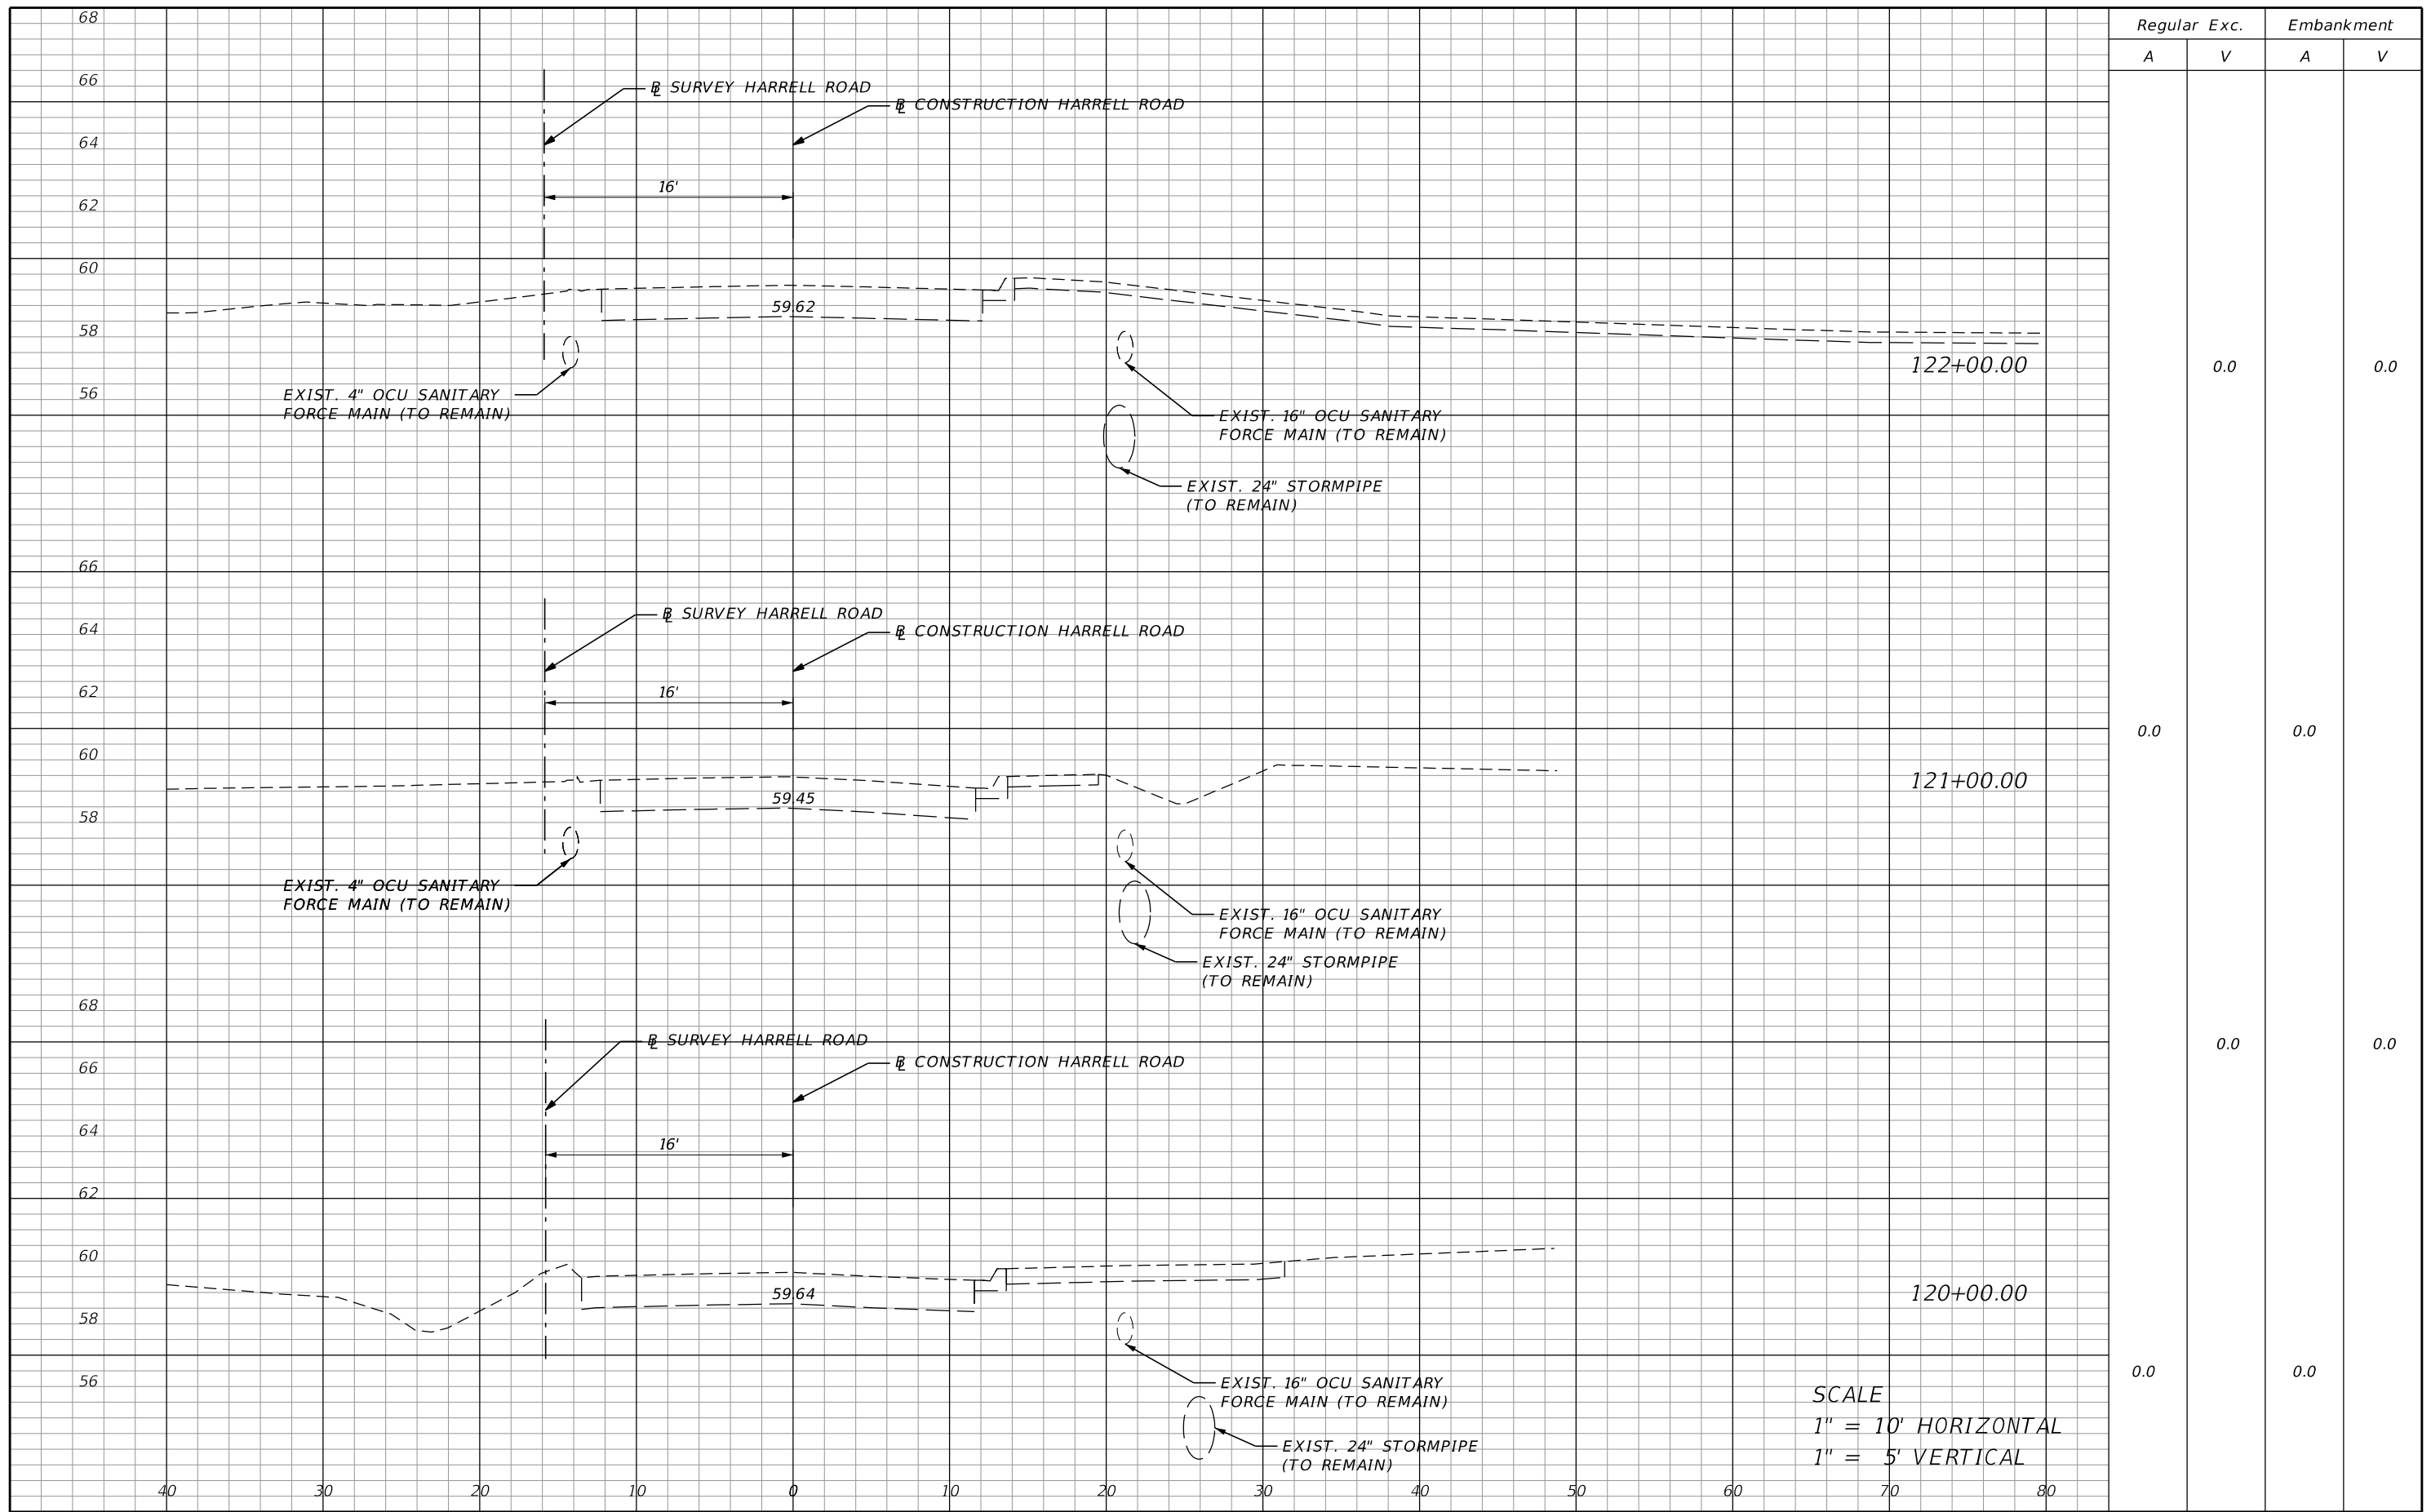 68
Regular Exc. Embankment
A V A V
66
℄ SURVEY HARRELL ROAD
℄ CONSTRUCTION HARRELL ROAD
64
16'
62
60
59.62
58
122+00.00 0.0 0.0
56
EXIST. 4" OCU SANITARY
FORCE MAIN (TO REMAIN)
EXIST. 16" OCU SANITARY
FORCE MAIN (TO REMAIN)
EXIST. 24" STORMPIPE
(TO REMAIN)
66
℄ SURVEY HARRELL ROAD
64
℄ CONSTRUCTION HARRELL ROAD
62
16'
0.0 0.0
60
121+00.00
59.45
58
EXIST. 4" OCU SANITARY
FORCE MAIN (TO REMAIN)
EXIST. 16" OCU SANITARY
FORCE MAIN (TO REMAIN)
EXIST. 24" STORMPIPE
(TO REMAIN)
68
℄ SURVEY HARRELL ROAD
0.0 0.0
℄ CONSTRUCTION HARRELL ROAD
66
64
16'
62
60
59.64
120+00.00
58
0.0 0.0
56
EXIST. 16" OCU SANITARY
FORCE MAIN (TO REMAIN)
EXIST. 24" STORMPIPE
(TO REMAIN)
SCALE
1" = 10' HORIZONTAL
1" = 5' VERTICAL
40 30 20 10 0 10 20 30 40 50 60 70 80